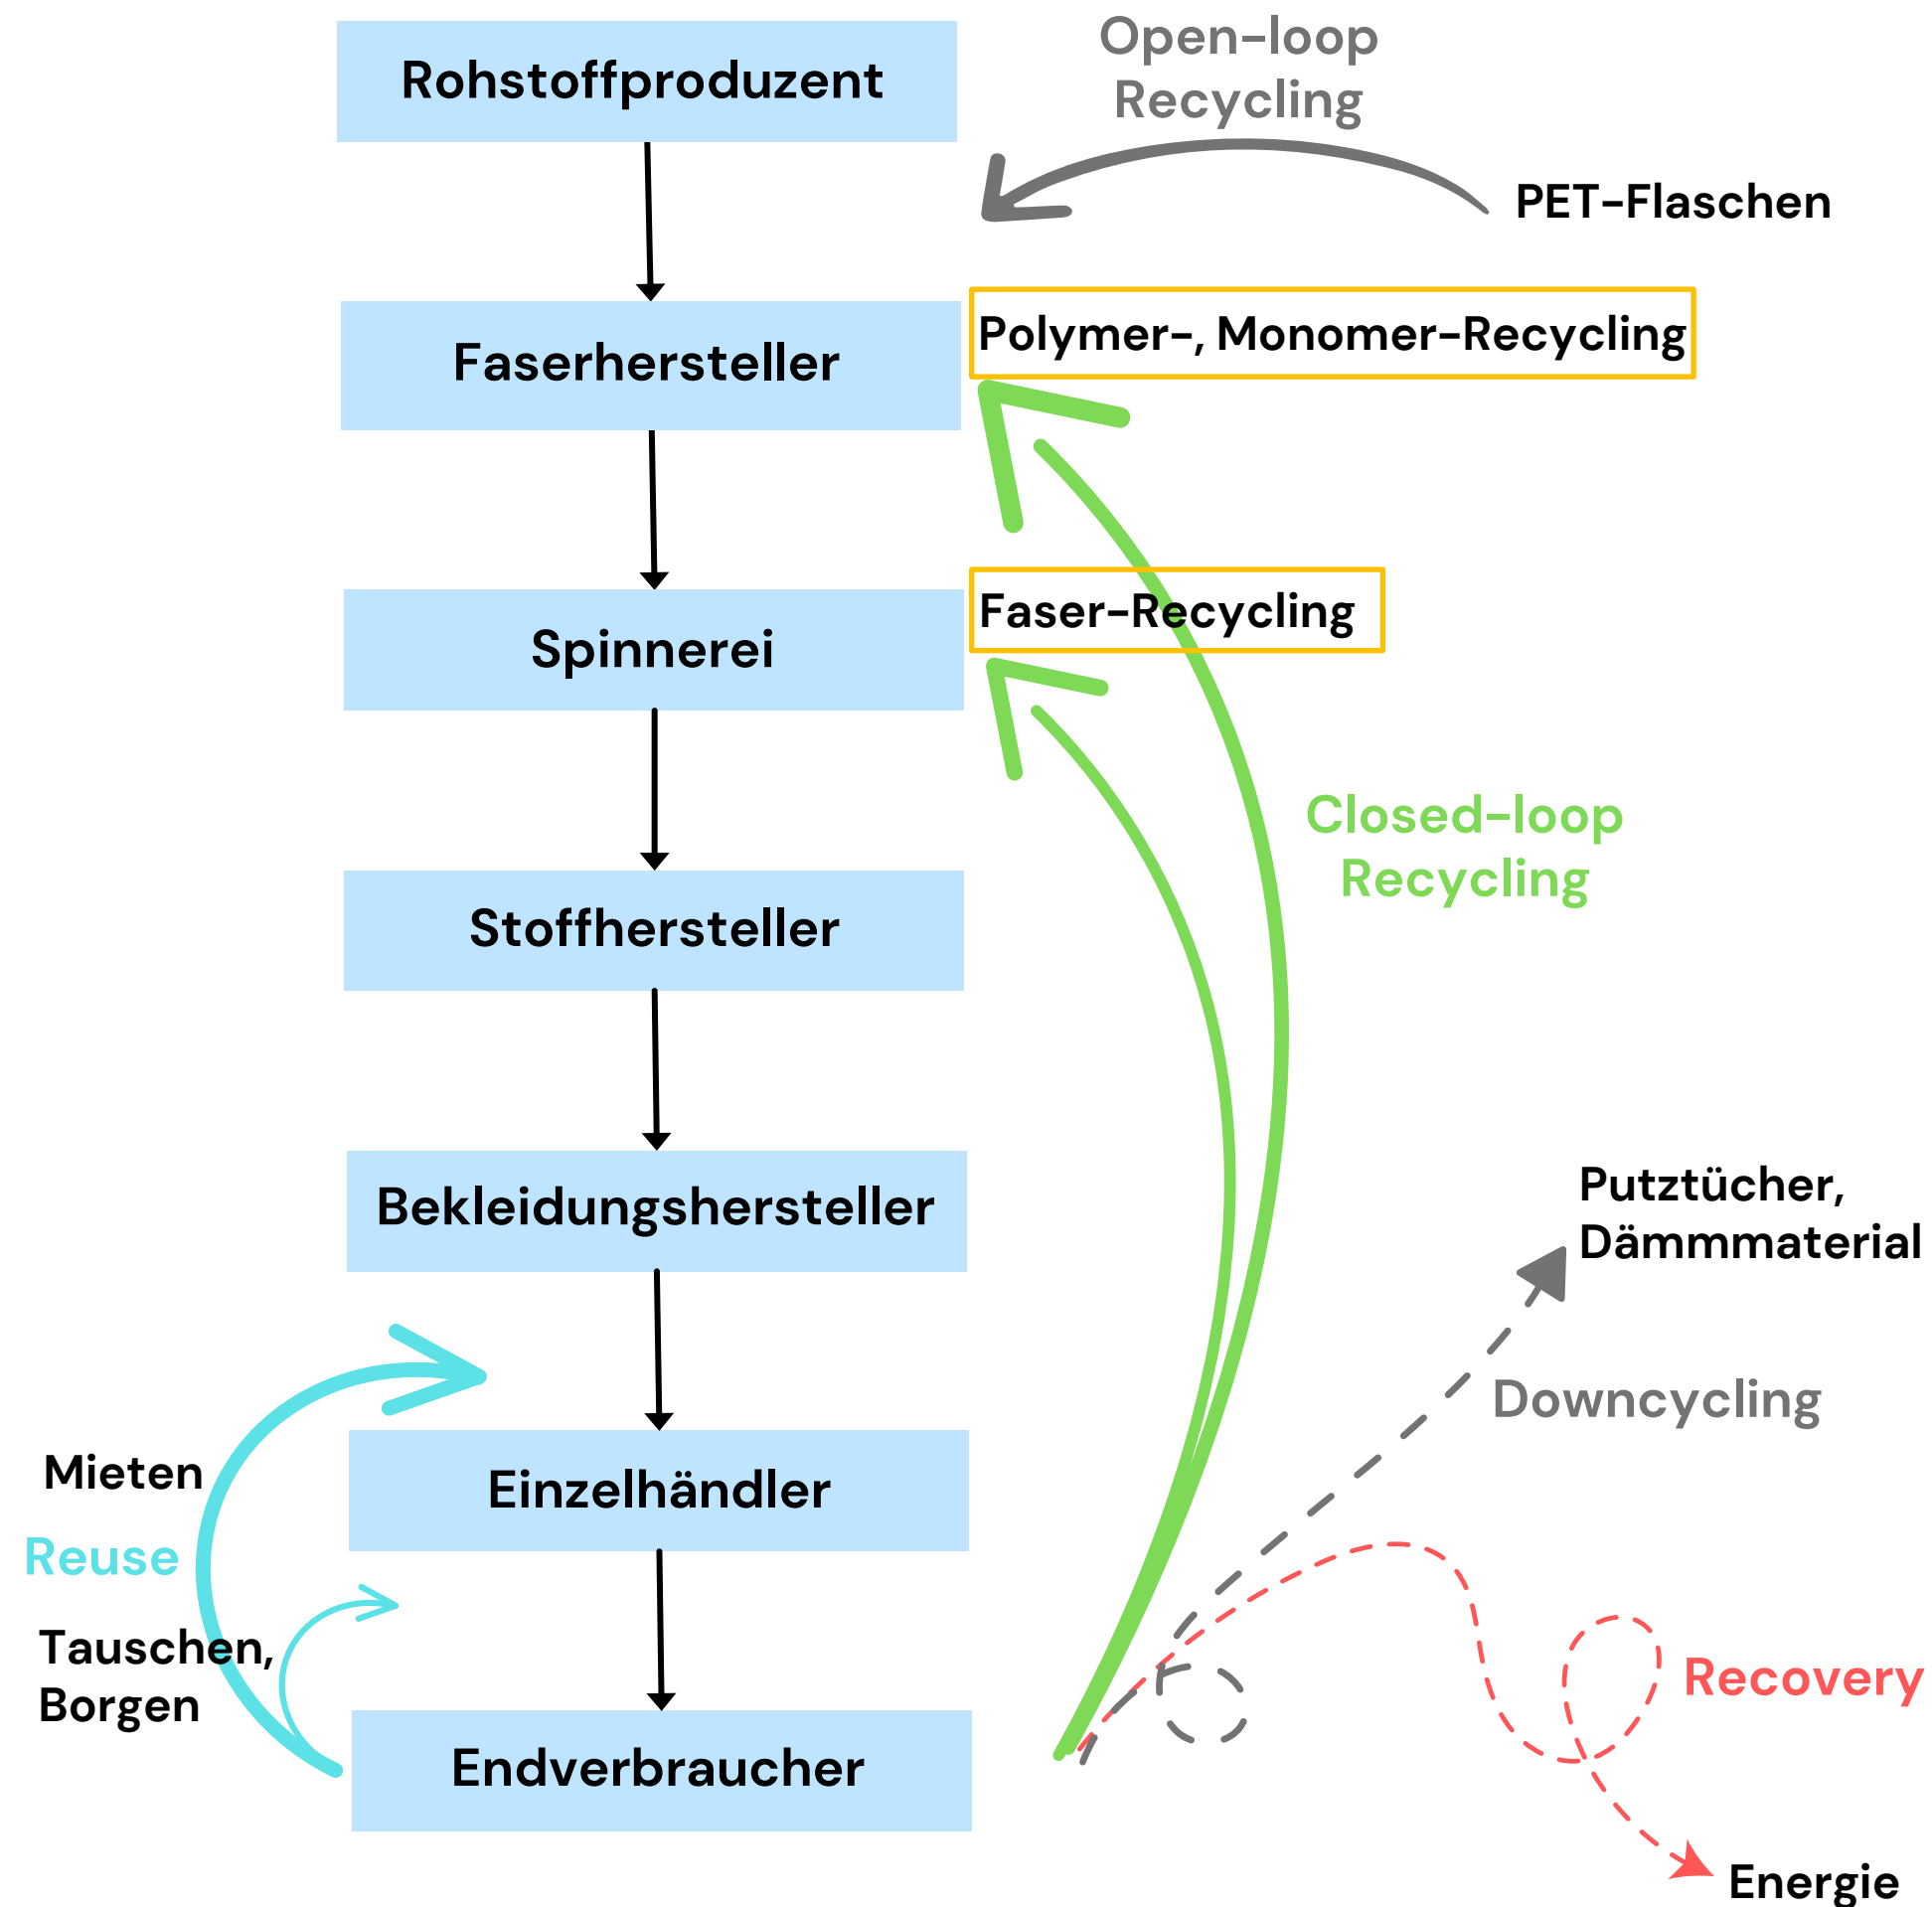 Open-loop
Recycling
Rohstoffproduzent
PET-Flaschen
Polymer-, Monomer-Recycling
Faserhersteller
Faser-Recycling
Spinnerei
Closed-loop
Recycling
Stoffhersteller
Bekleidungshersteller
Putztücher,
Dämmmaterial
Downcycling
Mieten
Einzelhändler
Reuse
Tauschen,
Borgen
Recovery
Endverbraucher
Energie